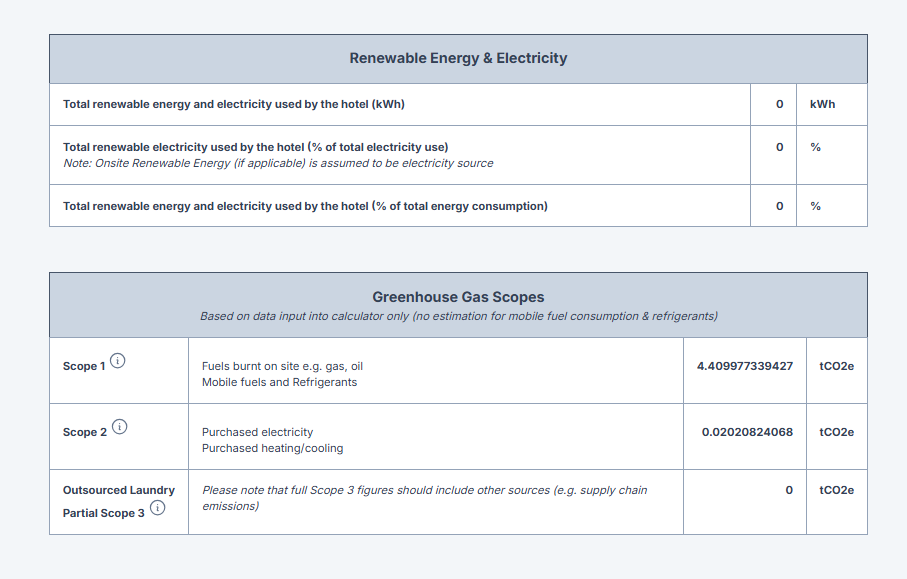 Renewable Energy & Electricity
Total renewable energy and electricity used by the hotel (kWh) 0 kWh
Total renewable electricity used by the hotel (% of total electricity use) 0 %
Note: Onsite Renewable Energy (if applicable) is assumed to be electricity source
Total renewable energy and electricity used by the hotel (% of total energy consumption) 0 %
Greenhouse Gas Scopes
Based on data input into calculator only (no estimation for mobile fuel consumption & refrigerants)
Scope 1 i Fuels burnt on site e.g. gas, oil 4.409977339427 tCO2e
Mobile fuels and Refrigerants
Scope 2 i Purchased electricity 0.02020824068 tCO2e
Purchased heating/cooling
Outsourced Laundry Please note that full Scope 3 figures should include other sources (e.g. supply chain 0 tCO2e
Partial Scope 3 i emissions)